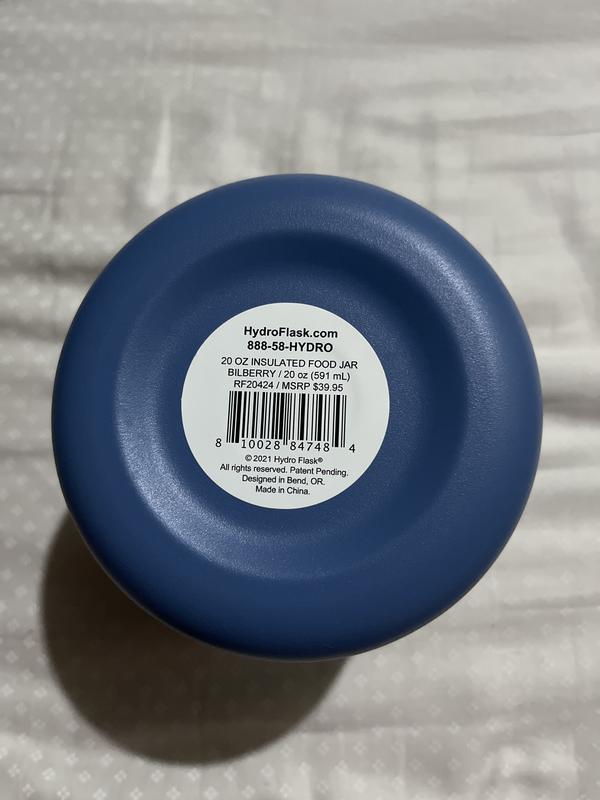 HydroFlask.com
888-58-HYDRO
20 OZ INSULATED FOOD JAR
BILBERRY / 20 oz (591 mL)
RF20424 / MSRP $39.95
8 10028 84748 4
© 2021 Hydro Flask®
All rights reserved. Patent Pending.
Designed in Bend, OR.
Made in China.